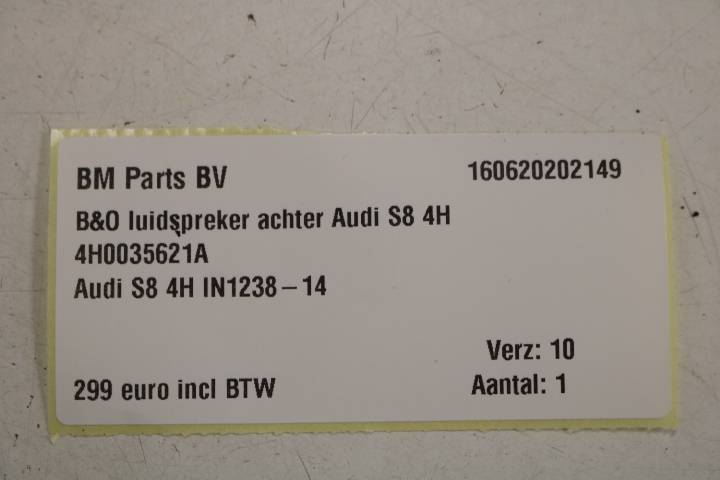 BM Parts BV 160620202149
B&O luidspreker achter Audi S8 4H
4H0035621A
Audi S8 4H IN1238-14
Verz: 10
299 euro incl BTW Aantal: 1